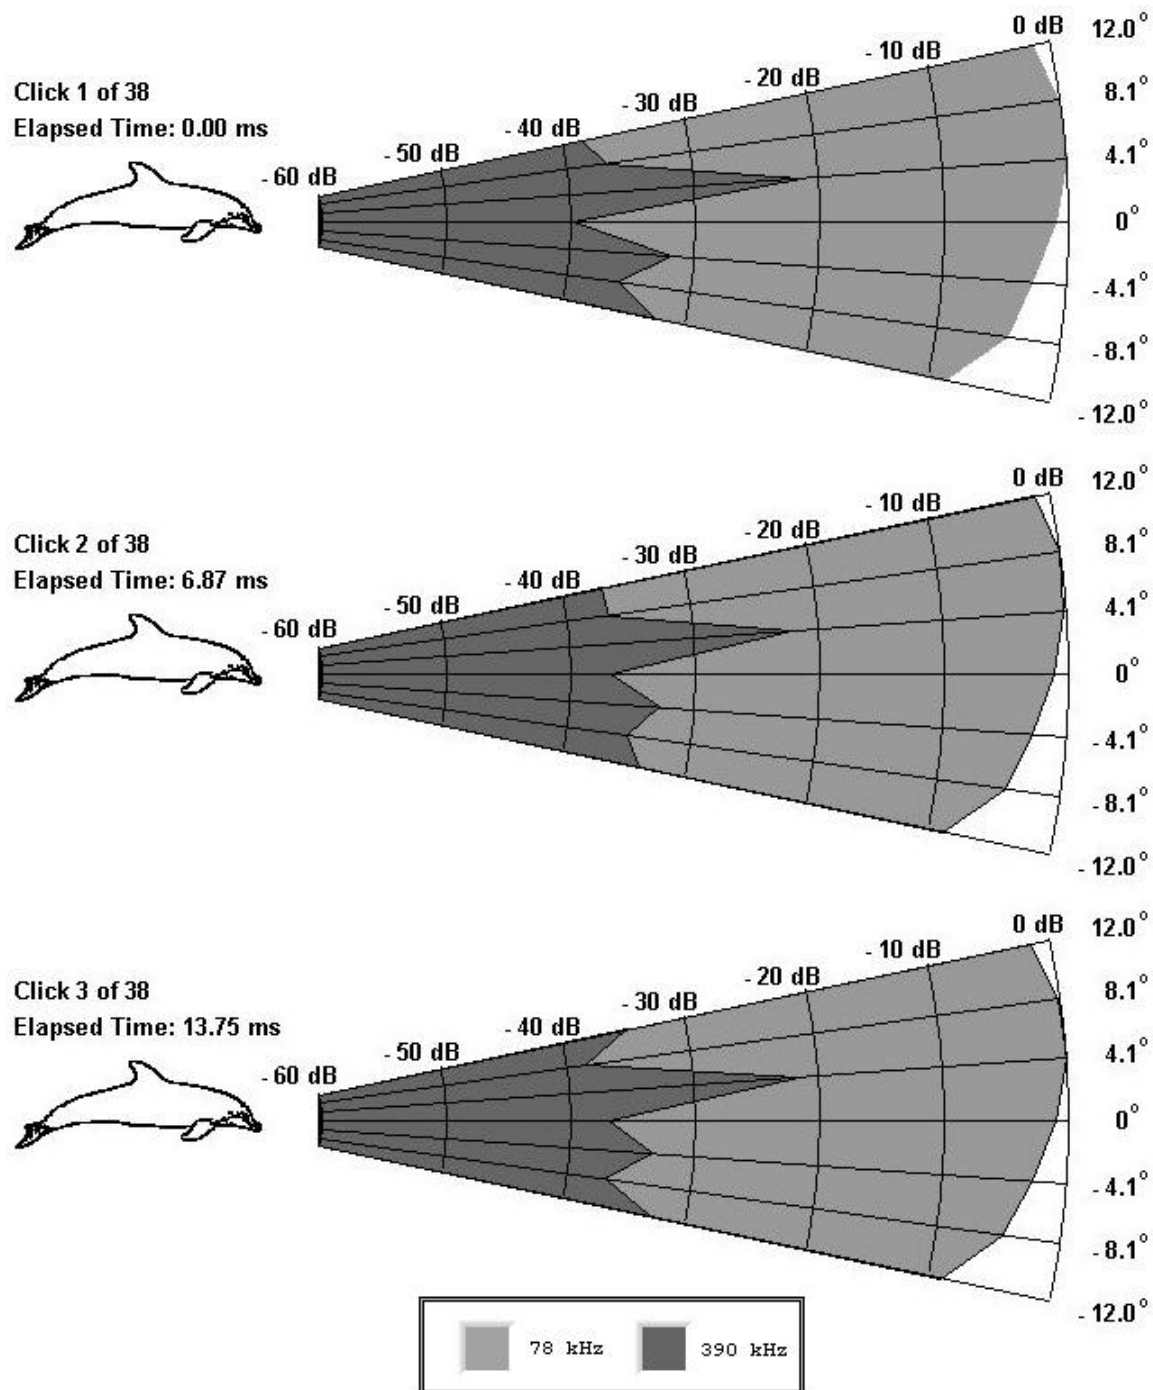 0 dB 12.0°
- 10 dB
- 20 dB 8.1°
Click 1 of 38
- 30 dB
Elapsed Time: 0.00 ms
- 40 dB
- 50 dB 4.1°
- 60 dB
0°
- 4.1°
- 8.1°
- 12.0°
0 dB 12.0°
- 10 dB
- 20 dB 8.1°
Click 2 of 38
- 30 dB
Elapsed Time: 6.87 ms
- 40 dB
- 50 dB 4.1°
- 60 dB
0°
- 4.1°
- 8.1°
- 12.0°
0 dB 12.0°
- 10 dB
- 20 dB 8.1°
Click 3 of 38
- 30 dB
Elapsed Time: 13.75 ms
- 40 dB
- 50 dB 4.1°
- 60 dB
0°
- 4.1°
- 8.1°
- 12.0°
78 kHz 390 kHz